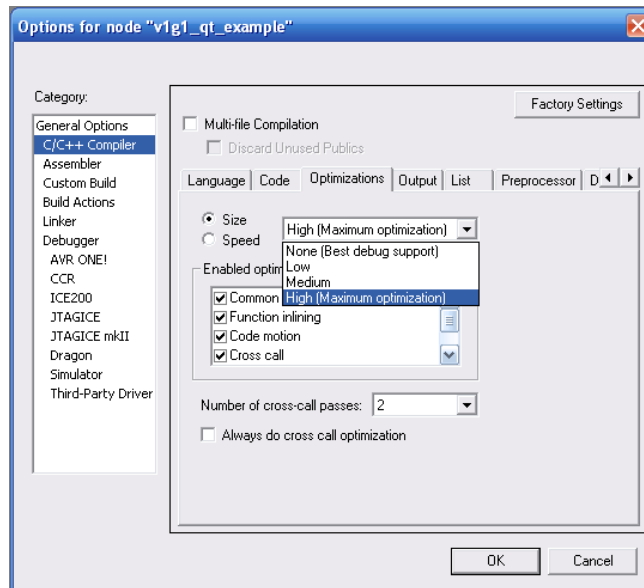 Options for node "v1g1_qt_example"
Category:
General Options
C/C++ Compiler
Assembler
Custom Build
Build Actions
Linker
Debugger
AVR ONE!
CCR
ICE200
JTAGICE
JTAGICE mkII
Dragon
Simulator
Third-Party Driver
Factory Settings
Multi-file Compilation
Discard Unused Publics
Language Code Optimizations Output List Preprocessor D
Size
Speed
High (Maximum optimization)
None (Best debug support)
Low
Medium
High (Maximum optimization)
Enabled optim
Common
Function inlining
Code motion
Cross call
Number of cross-call passes: 2
Always do cross call optimization
OK Cancel